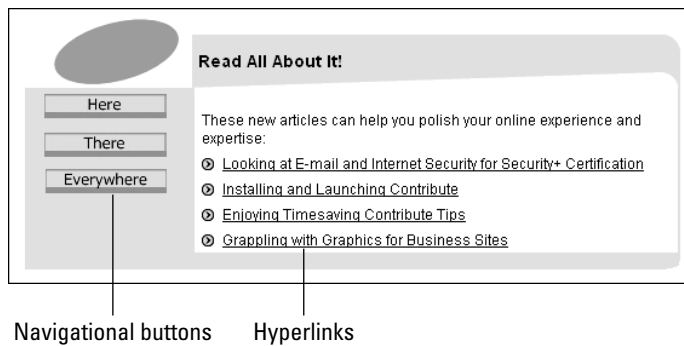 Read All About It!
Here
There
Everywhere
These new articles can help you polish your online experience and
expertise:
Looking at E-mail and Internet Security for Security+ Certification
Installing and Launching Contribute
Enjoying Timesaving Contribute Tips
Grappling with Graphics for Business Sites
Navigational buttons
Hyperlinks